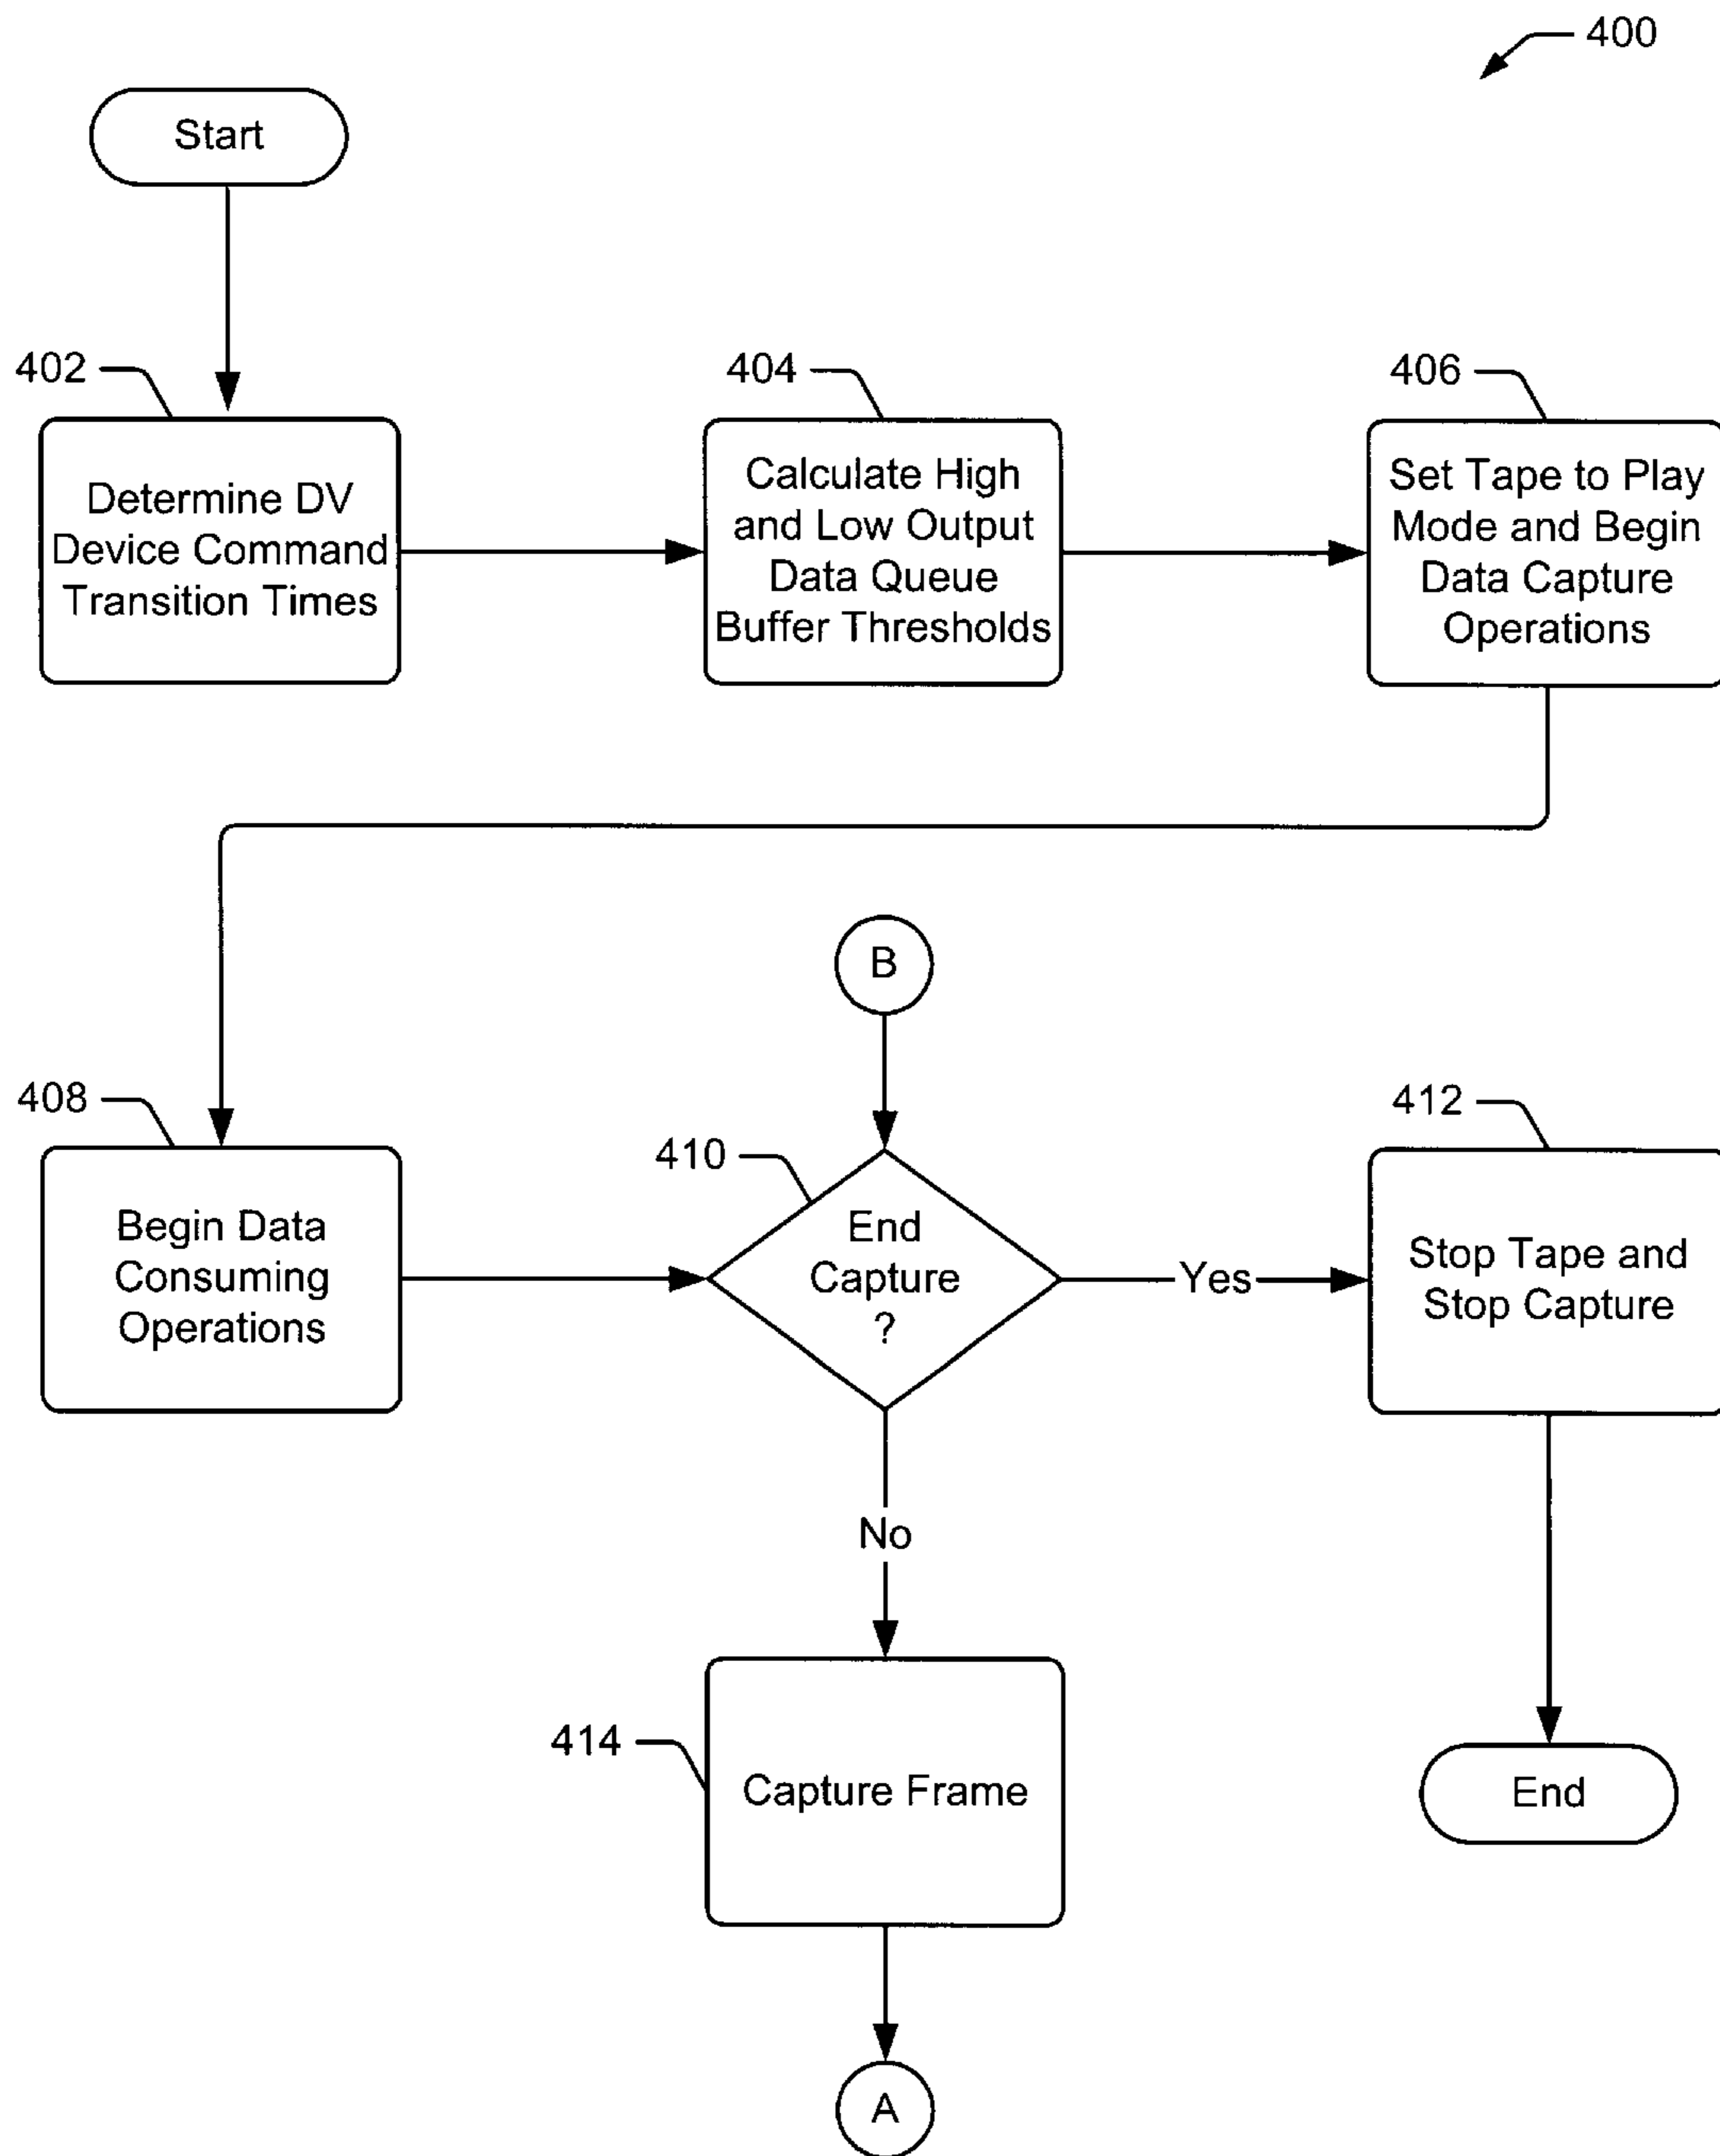 400
Start
402
Determine DV
Device Command
Transition Times
404
Calculate High
and Low Output
Data Queue
Buffer Thresholds
406
Set Tape to Play
Mode and Begin
Data Capture
Operations
B
408
Begin Data
Consuming
Operations
410
End
Capture
?
Yes
412
Stop Tape and
Stop Capture
No
414
Capture Frame
End
A